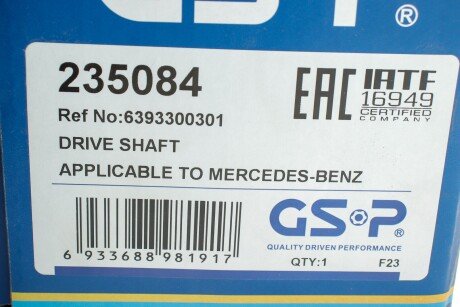 GSP ®
235084
EAC IATF
16949
CERTIFIED
COMPANY
Ref No:6393300301
DRIVE SHAFT
APPLICABLE TO MERCEDES-BENZ
GSP
QUALITY DRIVEN PERFORMANCE
6 933688 981917
QTY:1 F23